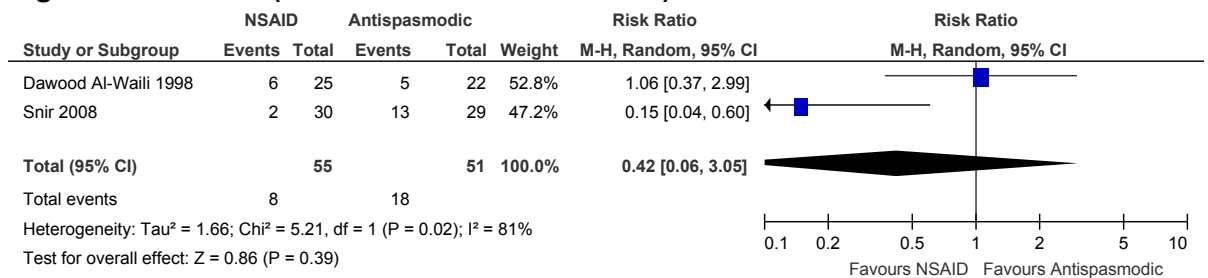 NSAID Antispasmodic Risk Ratio Risk Ratio
Study or Subgroup Events Total Events Total Weight M-H, Random, 95% CI M-H, Random, 95% CI
Dawood Al-Waili 1998 6 25 5 22 52.8% 1.06 [0.37, 2.99]
Snir 2008 2 30 13 29 47.2% 0.15 [0.04, 0.60]
Total (95% CI) 55 51 100.0% 0.42 [0.06, 3.05]
Total events 8 18
Heterogeneity: Tau² = 1.66; Chi² = 5.21, df = 1 (P = 0.02); I² = 81%
Test for overall effect: Z = 0.86 (P = 0.39)
0.1 0.2 0.5 1 2 5 10
Favours NSAID Favours Antispasmodic